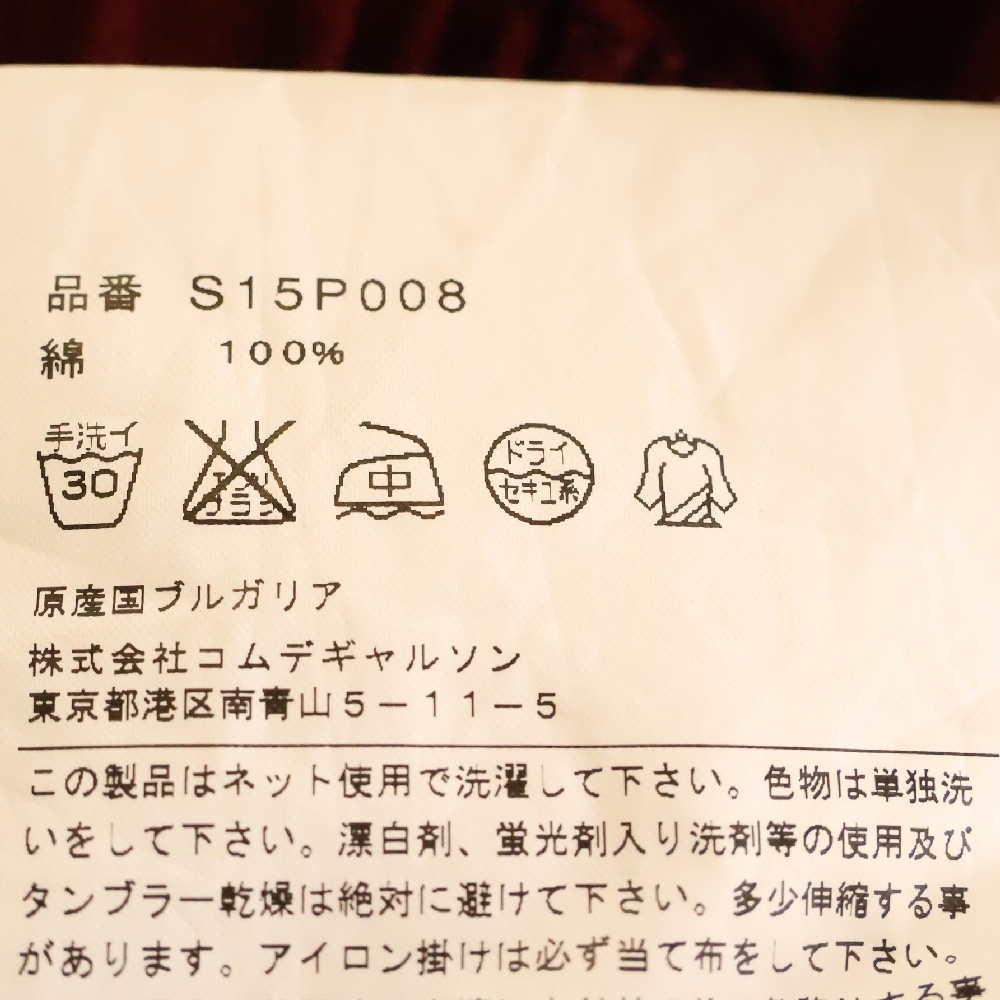 品番 S15P008
綿 100%
手洗イ
30
エンソ
サラシ
中
ドライ
セキユ系
原産国ブルガリア
株式会社コムデギャルソン
東京都港区南青山5－11－5
この製品はネット使用で洗濯して下さい。色物は単独洗
いをして下さい。漂白剤、蛍光剤入り洗剤等の使用及び
タンブラー乾燥は絶対に避けて下さい。多少伸縮する事
があります。アイロン掛けは必ず当て布をして下さい。